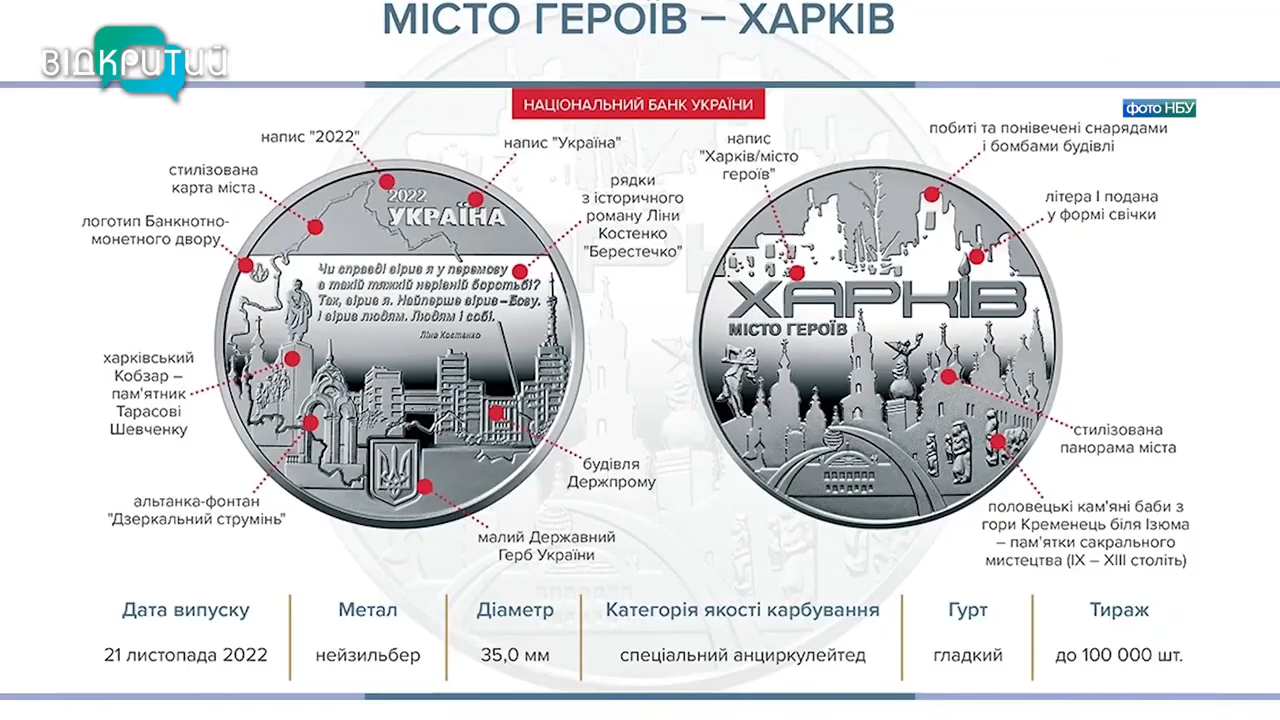 МІСТО ГЕРОЇВ – ХАРКІВ
ВІДКРИТИЙ
НАЦІОНАЛЬНИЙ БАНК УКРАЇНИ
фото НБУ
напис "2022"
напис "Україна"
стилізована
карта міста
логотип Банкнотно-
монетного двору
рядки
з історичного
роману Ліни
Костенко
"Берестечко"
харківський
Кобзар –
пам'ятник
Тарасові
Шевченку
альтанка-фонтан
"Дзеркальний струмінь"
будівля
Держпрому
малий Державний
Герб України
2022
УКРАЇНА
Чи справді вірив я у перемогу
в такій тяжкій нерівній боротьбі?
Так, вірив я. Найперше вірив – Богу.
І вірив людям. Людям і собі.
Ліна Костенко
напис
"Харків/місто
героїв"
побиті та понівечені снарядами
і бомбами будівлі
літера І подана
у формі свічки
ХАРКІВ
МІСТО ГЕРОЇВ
стилізована
панорама міста
половецькі кам'яні баби з
гори Кременець біля Ізюма
– пам'ятки сакрального
мистецтва (IX – XIII століть)
Дата випуску
Метал
Діаметр
Категорія якості карбування
Гурт
Тираж
21 листопада 2022
нейзильбер
35,0 мм
спеціальний анциркулейтед
гладкий
до 100 000 шт.